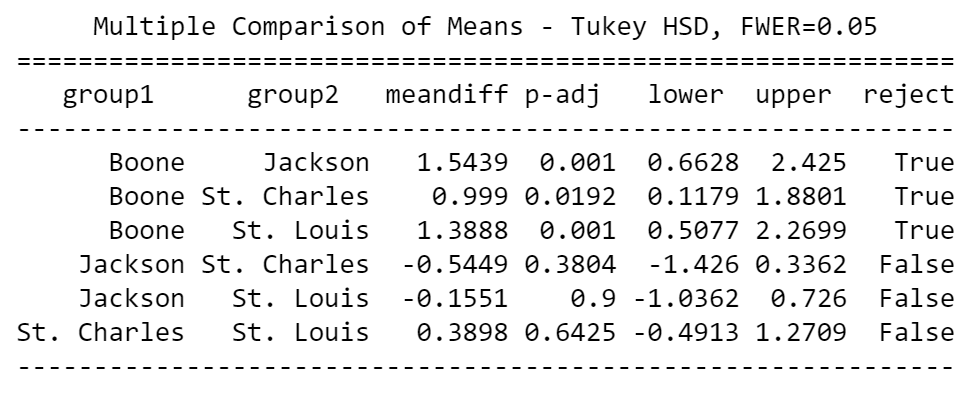 Multiple Comparison of Means - Tukey HSD, FWER=0.05
=============================================================
group1 group2 meandiff p-adj lower upper reject
-------------------------------------------------------------
Boone Jackson 1.5439 0.001 0.6628 2.425 True
Boone St. Charles 0.999 0.0192 0.1179 1.8801 True
Boone St. Louis 1.3888 0.001 0.5077 2.2699 True
Jackson St. Charles -0.5449 0.3804 -1.426 0.3362 False
Jackson St. Louis -0.1551 0.9 -1.0362 0.726 False
St. Charles St. Louis 0.3898 0.6425 -0.4913 1.2709 False
-------------------------------------------------------------